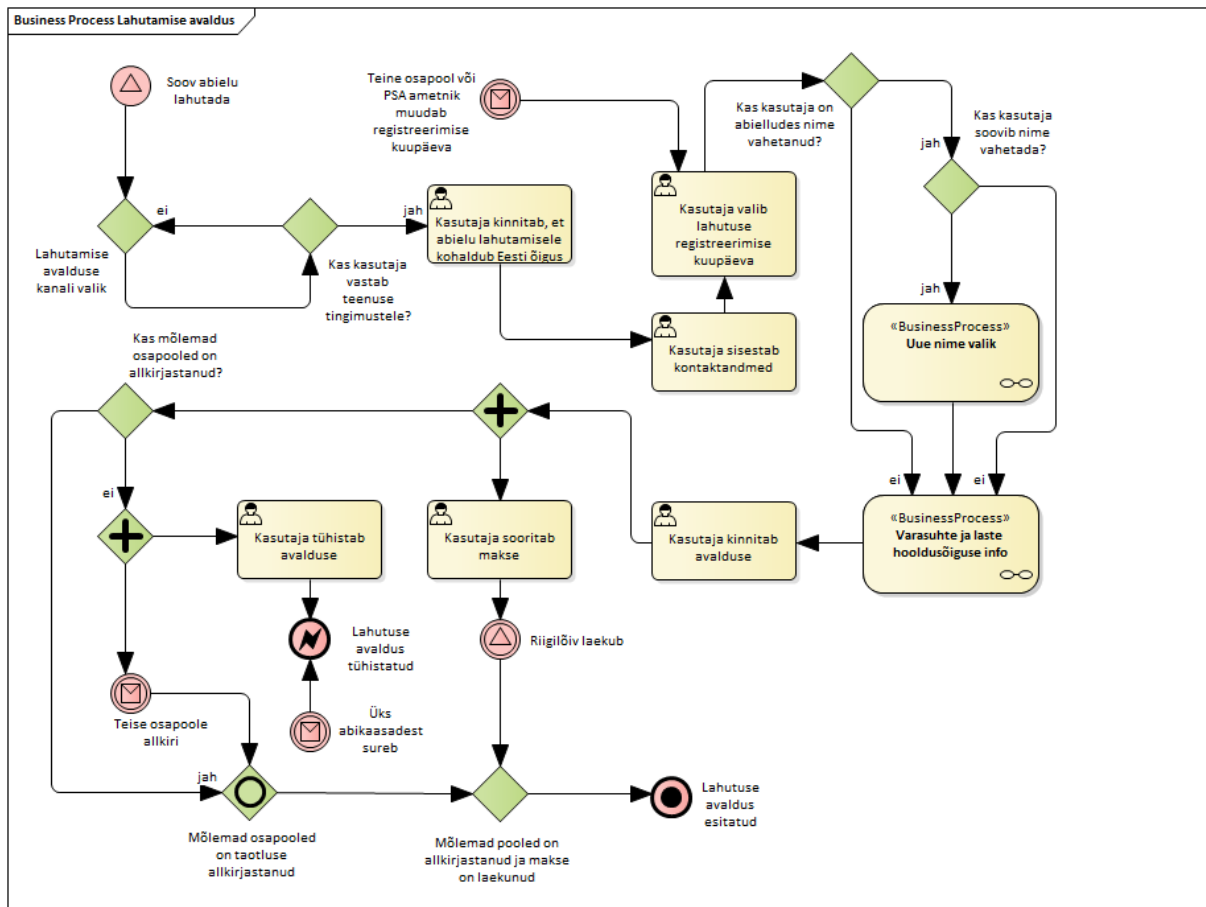 Business Process Lahutamise avaldus
Soov abielu
lahutada
Teine osapool või
PSA ametnik
muudab
registreerimise
kuupäeva
Kas kasutaja on
abielludes nime
vahetanud?
Kas kasutaja
soovib nime
vahetada?
jah
ei
jah
Kasutaja kinnitab, et
abielu lahutamisele
kohaldub Eesti õigus
Kasutaja valib
lahutuse
registreerimise
kuupäeva
Lahutamise
avalduse
kanali valik
Kas kasutaja
vastab
teenuse
tingimustele?
jah
«BusinessProcess»
Uue nime valik
Kasutaja sisestab
kontaktandmed
Kas mõlemad
osapooled on
allkirjastanud?
ei
ei
ei
Kasutaja tühistab
avalduse
Kasutaja sooritab
makse
Kasutaja kinnitab
avalduse
«BusinessProcess»
Varasuhte ja laste
hooldusõiguse info
Lahutuse
avaldus
tühistatud
Riigilõiv laekub
Teise osapoole
allkiri
Üks
abikaasadest
sureb
jah
Lahutuse
avaldus
esitatud
Mõlemad osapooled
on taotluse
allkirjastanud
Mõlemad pooled on
allkirjastanud ja makse
on laekunud